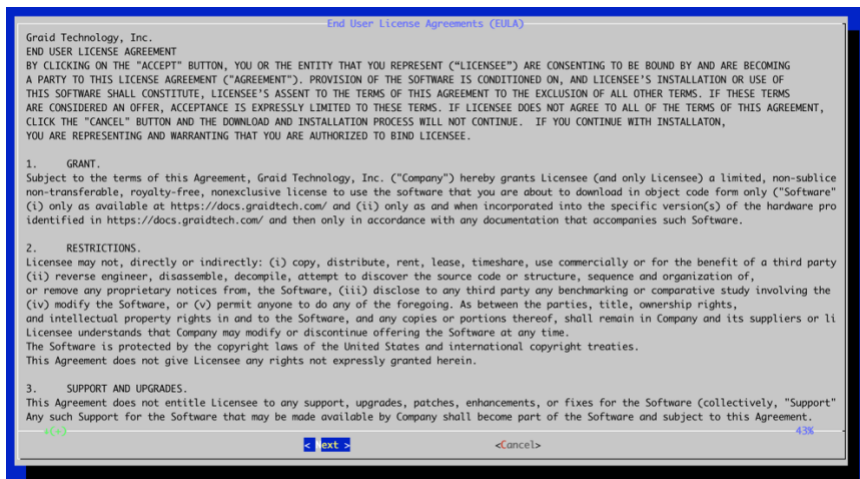 End User License Agreements (EULA)
Graid Technology, Inc.
END USER LICENSE AGREEMENT
BY CLICKING ON THE "ACCEPT" BUTTON, YOU OR THE ENTITY THAT YOU REPRESENT (“LICENSEE”) ARE CONSENTING TO BE BOUND BY AND ARE BECOMING
A PARTY TO THIS LICENSE AGREEMENT ("AGREEMENT"). PROVISION OF THE SOFTWARE IS CONDITIONED ON, AND LICENSEE'S INSTALLATION OR USE OF
THIS SOFTWARE SHALL CONSTITUTE, LICENSEE'S ASSENT TO THE TERMS OF THIS AGREEMENT TO THE EXCLUSION OF ALL OTHER TERMS. IF THESE TERMS
ARE CONSIDERED AN OFFER, ACCEPTANCE IS EXPRESSLY LIMITED TO THESE TERMS. IF LICENSEE DOES NOT AGREE TO ALL OF THE TERMS OF THIS AGREEMENT,
CLICK THE "CANCEL" BUTTON AND THE DOWNLOAD AND INSTALLATION PROCESS WILL NOT CONTINUE.  IF YOU CONTINUE WITH INSTALLATON,
YOU ARE REPRESENTING AND WARRANTING THAT YOU ARE AUTHORIZED TO BIND LICENSEE.
1.    GRANT.
Subject to the terms of this Agreement, Graid Technology, Inc. ("Company") hereby grants Licensee (and only Licensee) a limited, non-sublice
non-transferable, royalty-free, nonexclusive license to use the software that you are about to download in object code form only ("Software"
(i) only as available at https://docs.graidtech.com/ and (ii) only as and when incorporated into the specific version(s) of the hardware pro
identified in https://docs.graidtech.com/ and then only in accordance with any documentation that accompanies such Software.
2.    RESTRICTIONS.
Licensee may not, directly or indirectly: (i) copy, distribute, rent, lease, timeshare, use commercially or for the benefit of a third party
(ii) reverse engineer, disassemble, decompile, attempt to discover the source code or structure, sequence and organization of,
or remove any proprietary notices from, the Software, (iii) disclose to any third party any benchmarking or comparative study involving the
(iv) modify the Software, or (v) permit anyone to do any of the foregoing. As between the parties, title, ownership rights,
and intellectual property rights in and to the Software, and any copies or portions thereof, shall remain in Company and its suppliers or li
Licensee understands that Company may modify or discontinue offering the Software at any time.
The Software is protected by the copyright laws of the United States and international copyright treaties.
This Agreement does not give Licensee any rights not expressly granted herein.
3.    SUPPORT AND UPGRADES.
This Agreement does not entitle Licensee to any support, upgrades, patches, enhancements, or fixes for the Software (collectively, "Support"
Any such Support for the Software that may be made available by Company shall become part of the Software and subject to this Agreement.
43%
< Next > <Cancel>